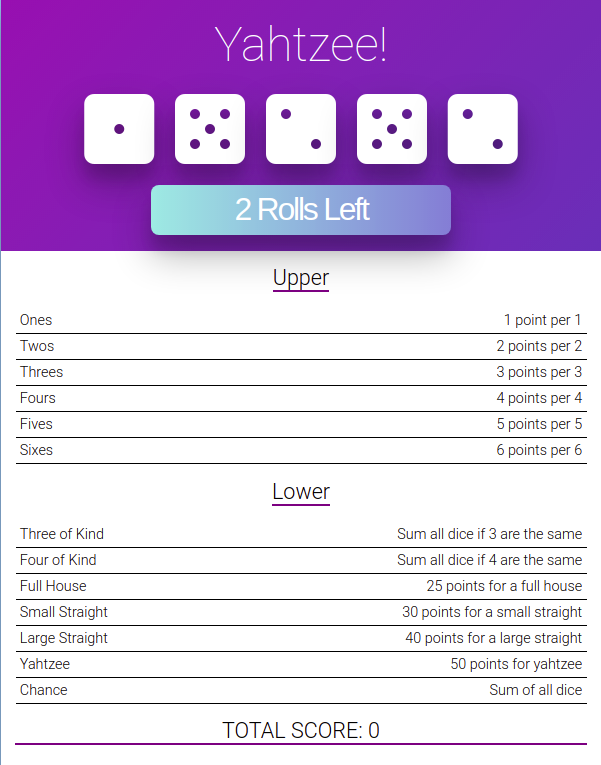 Yahtzee!
2 Rolls Left
Upper
Ones 1 point per 1
Twos 2 points per 2
Threes 3 points per 3
Fours 4 points per 4
Fives 5 points per 5
Sixes 6 points per 6
Lower
Three of Kind Sum all dice if 3 are the same
Four of Kind Sum all dice if 4 are the same
Full House 25 points for a full house
Small Straight 30 points for a small straight
Large Straight 40 points for a large straight
Yahtzee 50 points for yahtzee
Chance Sum of all dice
TOTAL SCORE: 0